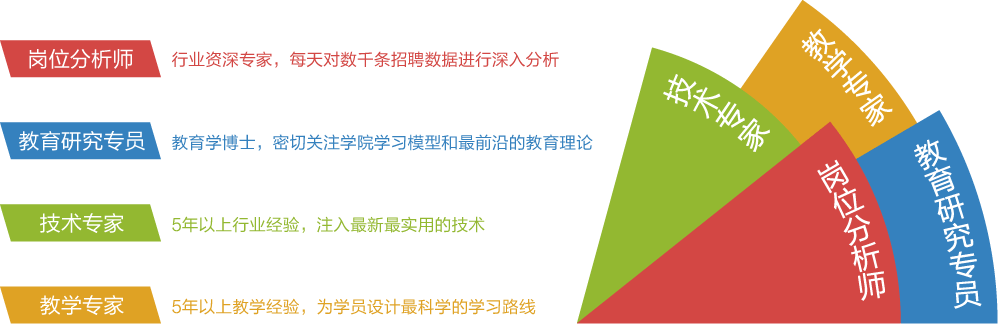 岗位分析师
行业资深专家，每天对数千条招聘数据进行深入分析
教育研究专员
教育学博士，密切关注学院学习模型和最前沿的教育理论
技术专家
5年以上行业经验，注入最新最实用的技术
教学专家
5年以上教学经验，为学员设计最科学的学习路线
技术专家
教学专家
岗位分析师
教育研究专员